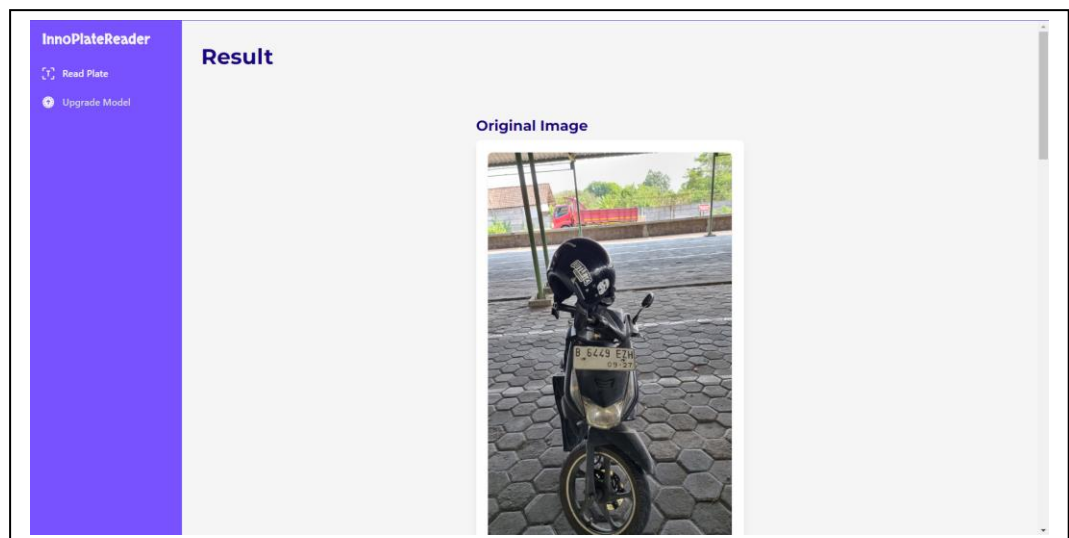 InnoPlateReader
Read Plate
Upgrade Model
Result
Original Image
B 6449 EZH
09·27